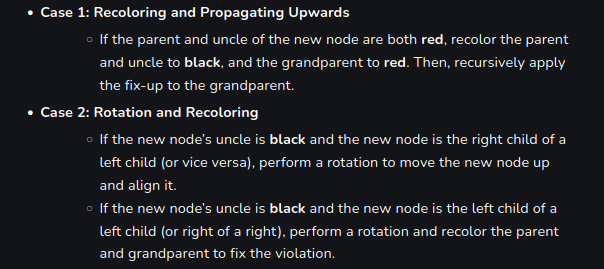 • Case 1: Recoloring and Propagating Upwards
○ If the parent and uncle of the new node are both red, recolor the parent
and uncle to black, and the grandparent to red. Then, recursively apply
the fix-up to the grandparent.
• Case 2: Rotation and Recoloring
○ If the new node’s uncle is black and the new node is the right child of a
left child (or vice versa), perform a rotation to move the new node up
and align it.
○ If the new node’s uncle is black and the new node is the left child of a
left child (or right of a right), perform a rotation and recolor the parent
and grandparent to fix the violation.